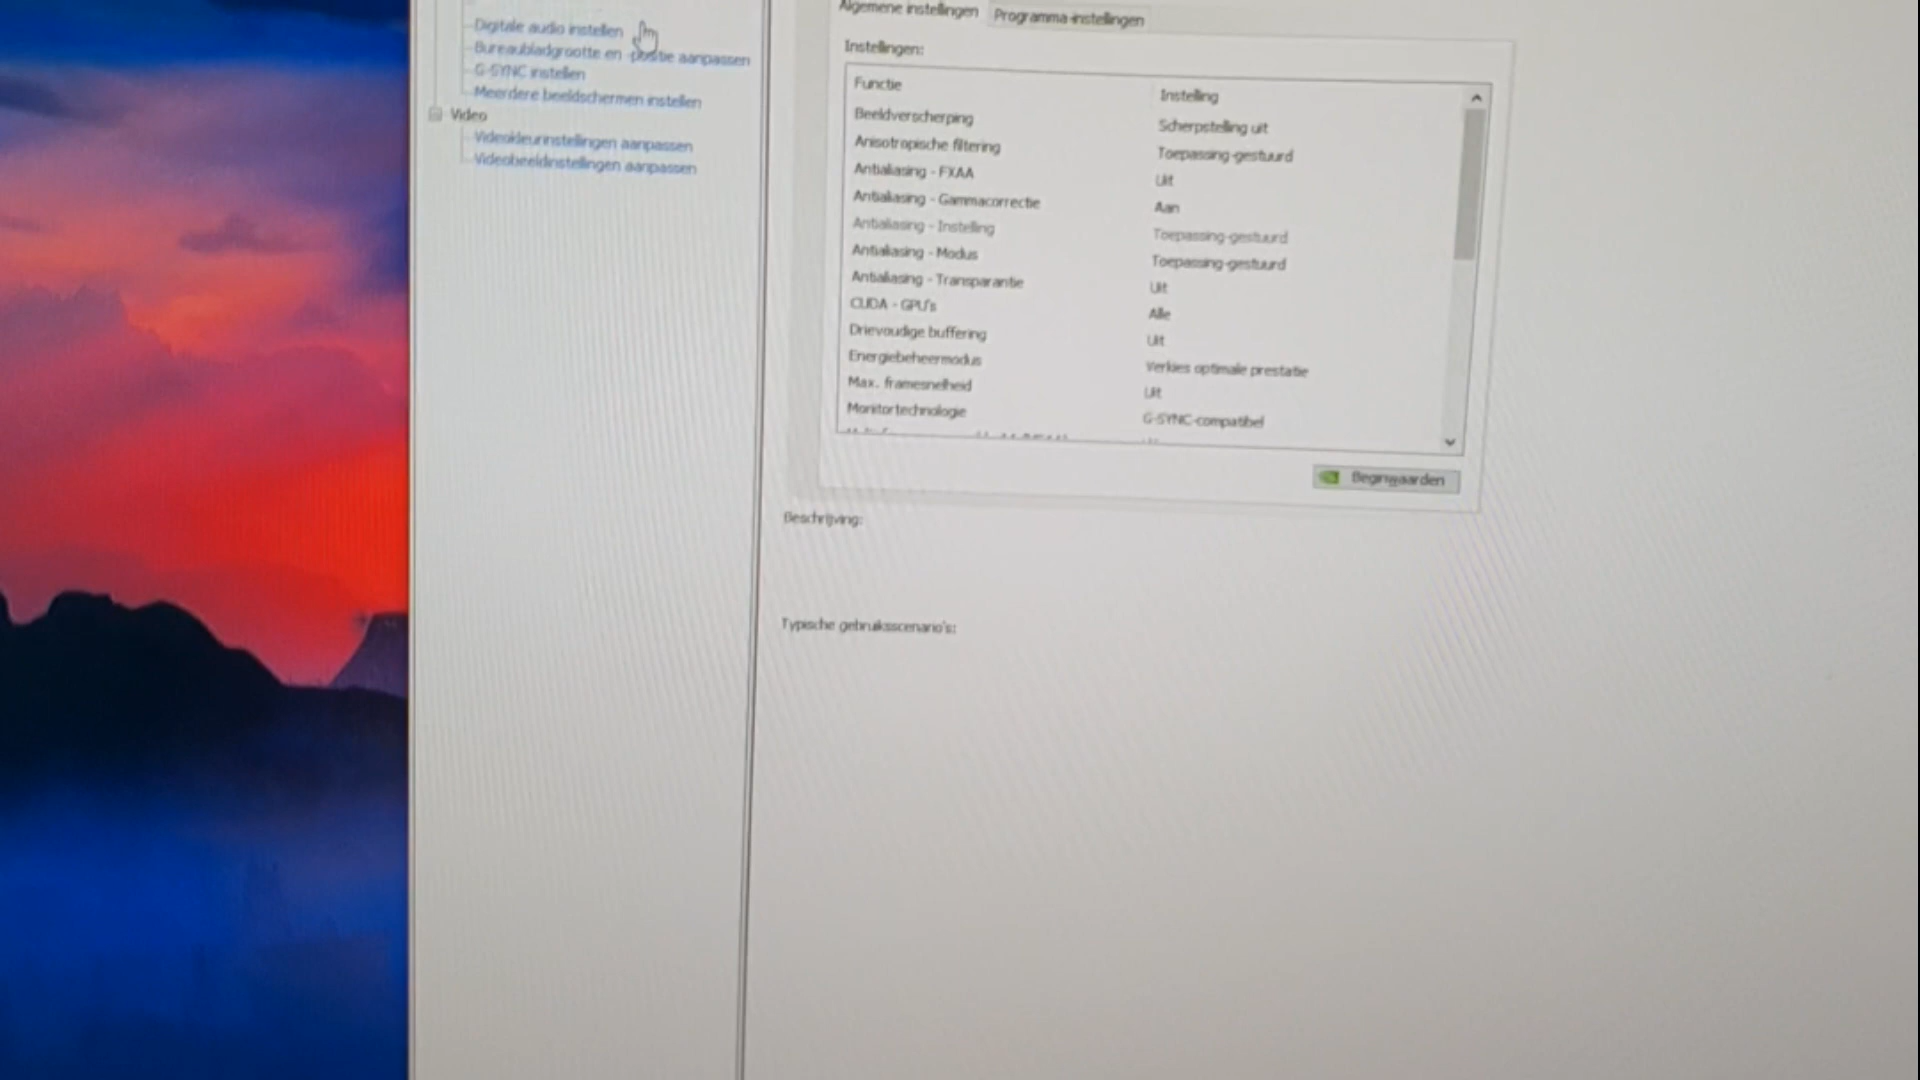 Digitale audio instellen
Bureaubladgrootte en -positie aanpassen
G-SYNC instellen
Meerdere beeldschermen instellen
Video
Videokleurinstellingen aanpassen
Videobeeldinstellingen aanpassen
Algemene instellingen
Programma-instellingen
Instellingen:
Functie
Instelling
Beeldverscherping
Scherpstelling uit
Anisotropische filtering
Toepassing-gestuurd
Antialiasing - FXAA
Uit
Antialiasing - Gammacorrectie
Aan
Antialiasing - Instelling
Toepassing-gestuurd
Antialiasing - Modus
Toepassing-gestuurd
Antialiasing - Transparantie
Uit
CUDA - GPU's
Alle
Drievoudige buffering
Uit
Energiebeheermodus
Verkies optimale prestatie
Max. framesnelheid
Uit
Monitortechnologie
G-SYNC-compatibel
Beginwaarden
Beschrijving:
Typische gebruiksscenario's: